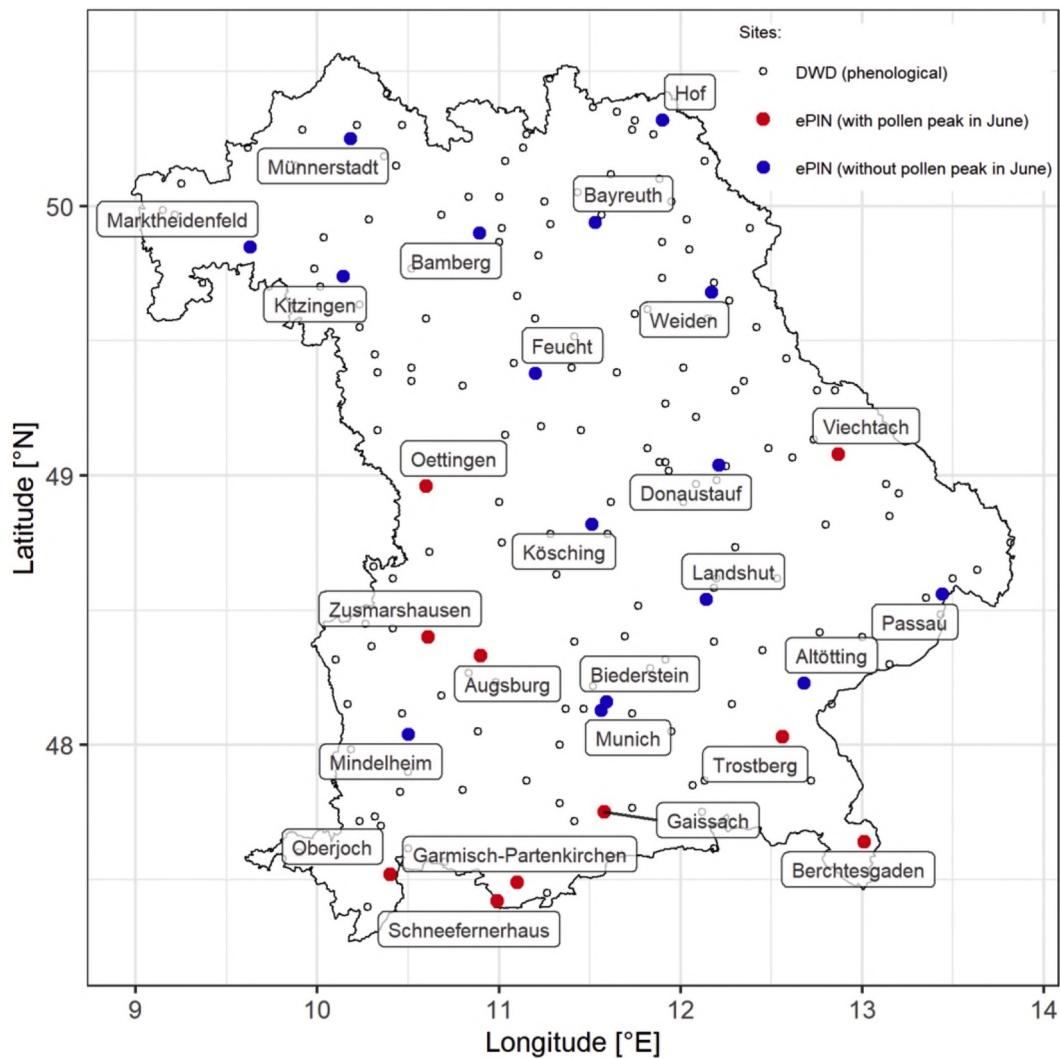 Sites:
DWD (phenological)
ePIN (with pollen peak in June)
ePIN (without pollen peak in June)
Hof
Münnerstadt
Bayreuth
Marktheidenfeld
Bamberg
Kitzingen
Weiden
Feucht
Viechtach
Oettingen
Donaustauf
Kösching
Landshut
Zusmarshausen
Passau
Altötting
Biederstein
Augsburg
Munich
Mindelheim
Trostberg
Gaissach
Oberjoch
Garmisch-Partenkirchen
Berchtesgaden
Schneefernerhaus
50
49
48
Latitude [°N]
9 10 11 12 13 14
Longitude [°E]